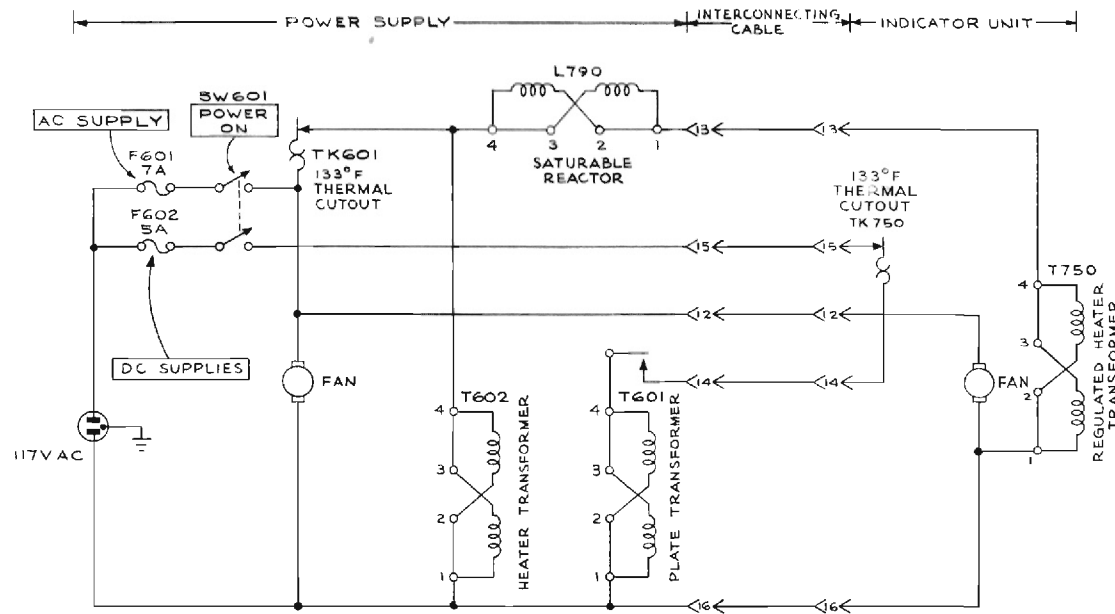 POWER SUPPLY
INTERCONNECTING
CABLE
INDICATOR UNIT
L790
4 3 2 1
SATURABLE
REACTOR
AC SUPPLY
SW601
POWER
ON
F601
7A
TK601
133°F
THERMAL
CUTOUT
F602
5A
DC SUPPLIES
13 13
133°F
THERMAL
CUTOUT
TK750
15 15
T750
4
3
2
1
REGULATED HEATER
TRANSFORMER
12 12
FAN
14 14
FAN
T602
4
3
2
1
HEATER TRANSFORMER
T601
4
3
2
1
PLATE TRANSFORMER
117V AC
16 16